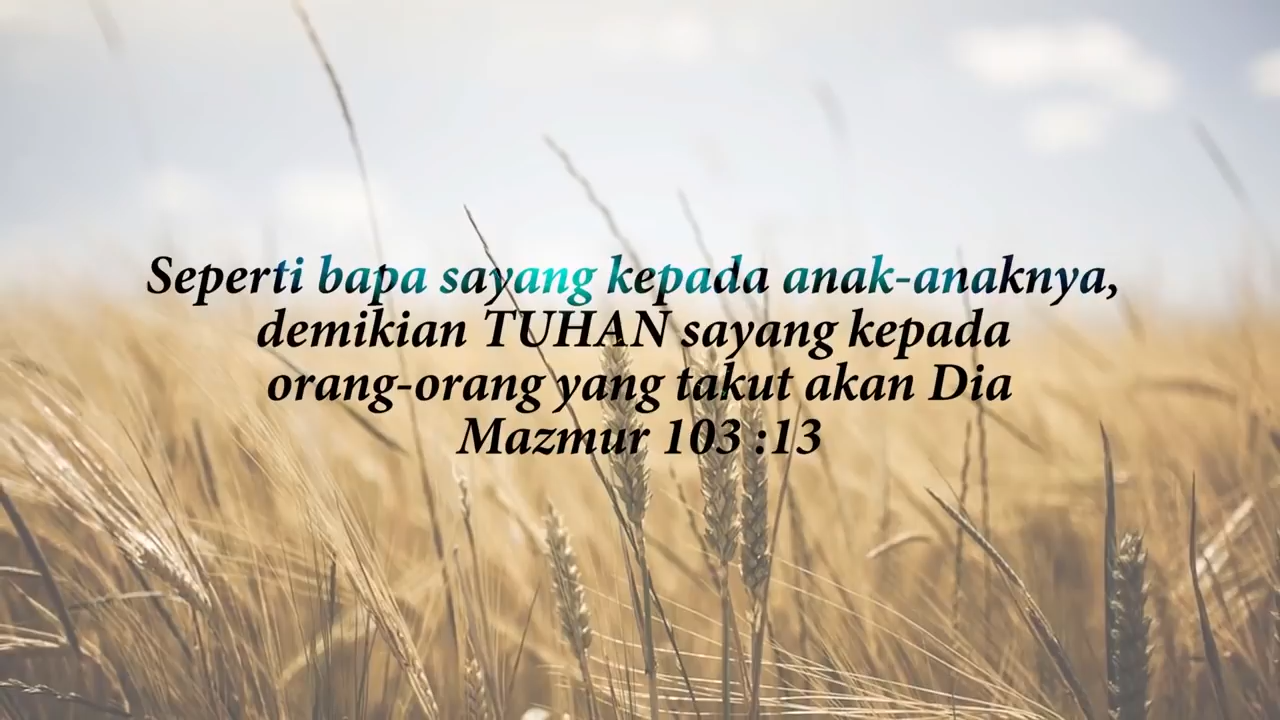 Seperti bapa sayang kepada anak-anaknya,
demikian TUHAN sayang kepada
orang-orang yang takut akan Dia
Mazmur 103 :13